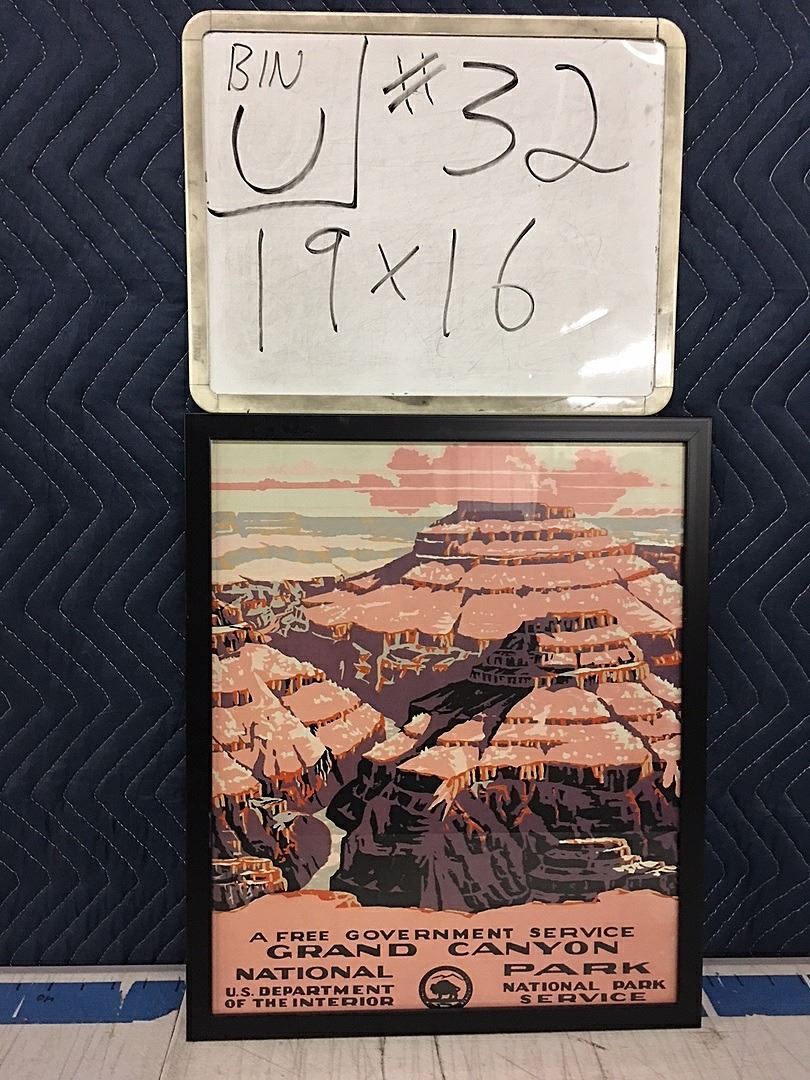 BIN
U
#32
19x16
A FREE GOVERNMENT SERVICE
GRAND CANYON
NATIONAL PARK
U.S. DEPARTMENT
OF THE INTERIOR
NATIONAL PARK
SERVICE